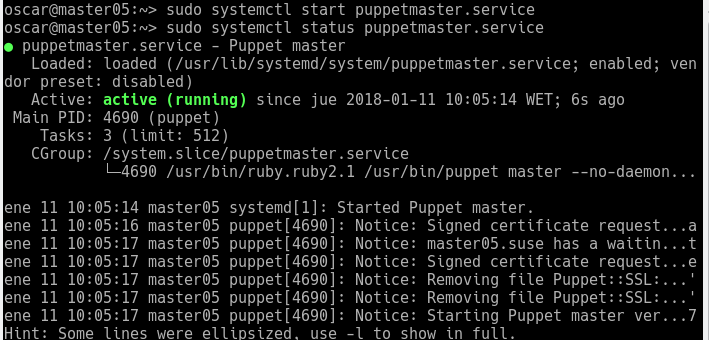 oscar@master05:~> sudo systemctl start puppetmaster.service
oscar@master05:~> sudo systemctl status puppetmaster.service
● puppetmaster.service - Puppet master
   Loaded: loaded (/usr/lib/systemd/system/puppetmaster.service; enabled; ven
dor preset: disabled)
   Active: active (running) since jue 2018-01-11 10:05:14 WET; 6s ago
 Main PID: 4690 (puppet)
    Tasks: 3 (limit: 512)
   CGroup: /system.slice/puppetmaster.service
           └─4690 /usr/bin/ruby.ruby2.1 /usr/bin/puppet master --no-daemon...

ene 11 10:05:14 master05 systemd[1]: Started Puppet master.
ene 11 10:05:16 master05 puppet[4690]: Notice: Signed certificate request...a
ene 11 10:05:17 master05 puppet[4690]: Notice: master05.suse has a waitin...t
ene 11 10:05:17 master05 puppet[4690]: Notice: Signed certificate request...e
ene 11 10:05:17 master05 puppet[4690]: Notice: Removing file Puppet::SSL:...'
ene 11 10:05:17 master05 puppet[4690]: Notice: Removing file Puppet::SSL:...'
ene 11 10:05:17 master05 puppet[4690]: Notice: Starting Puppet master ver...7
Hint: Some lines were ellipsized, use -l to show in full.